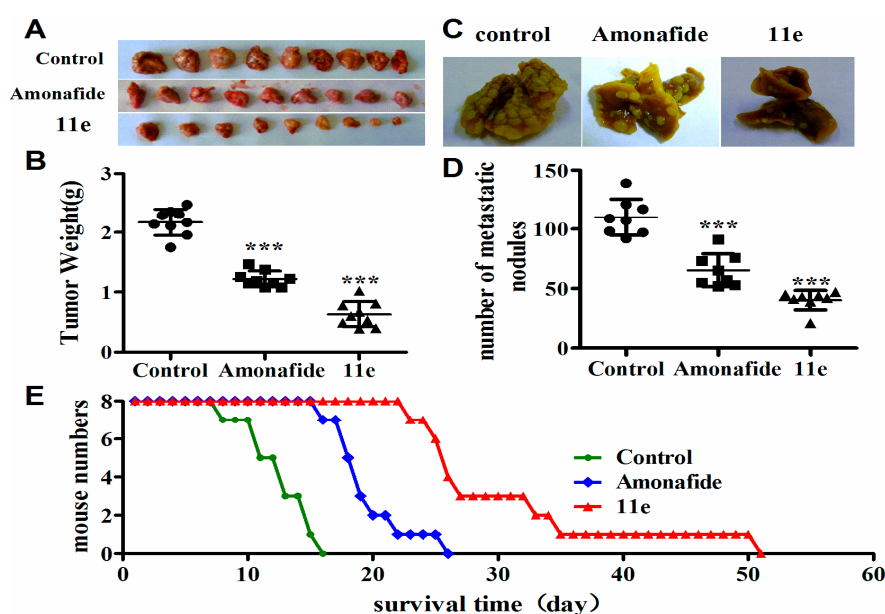 A
Control
Amonafide
11e
B
Tumor Weight(g)
3
2
1
0
***
***
Control Amonafide 11e
C
control Amonafide 11e
D
number of metastatic
nodules
150
100
50
0
***
***
Control Amonafide 11e
E
mouse numbers
8
6
4
2
0
Control
Amonafide
11e
0 10 20 30 40 50 60
survival time（day）